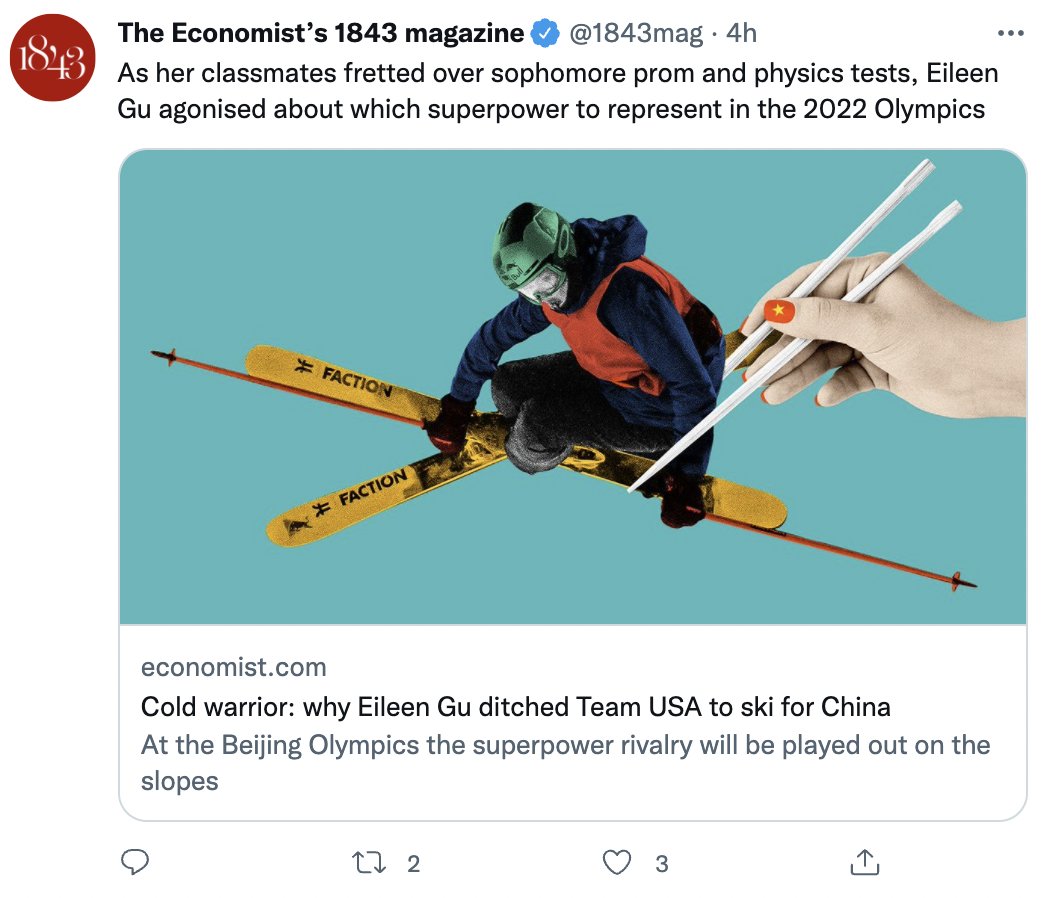 1843
The Economist's 1843 magazine @1843mag · 4h
As her classmates fretted over sophomore prom and physics tests, Eileen
Gu agonised about which superpower to represent in the 2022 Olympics
FACTION
FACTION
economist.com
Cold warrior: why Eileen Gu ditched Team USA to ski for China
At the Beijing Olympics the superpower rivalry will be played out on the
slopes
2
3